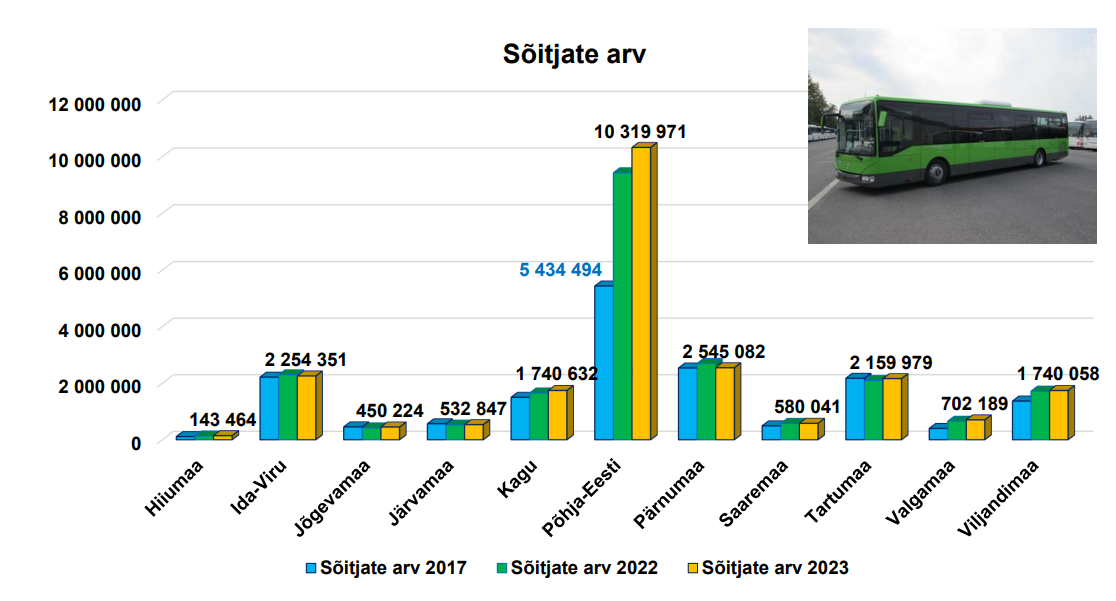 Sõitjate arv
12 000 000
10 000 000
8 000 000
6 000 000
4 000 000
2 000 000
0
143 464
2 254 351
450 224
532 847
1 740 632
5 434 494
10 319 971
2 545 082
580 041
2 159 979
702 189
1 740 058
Hiiumaa
Ida-Viru
Jõgevamaa
Järvamaa
Kagu
Põhja-Eesti
Pärnumaa
Saaremaa
Tartumaa
Valgamaa
Viljandimaa
Sõitjate arv 2017
Sõitjate arv 2022
Sõitjate arv 2023